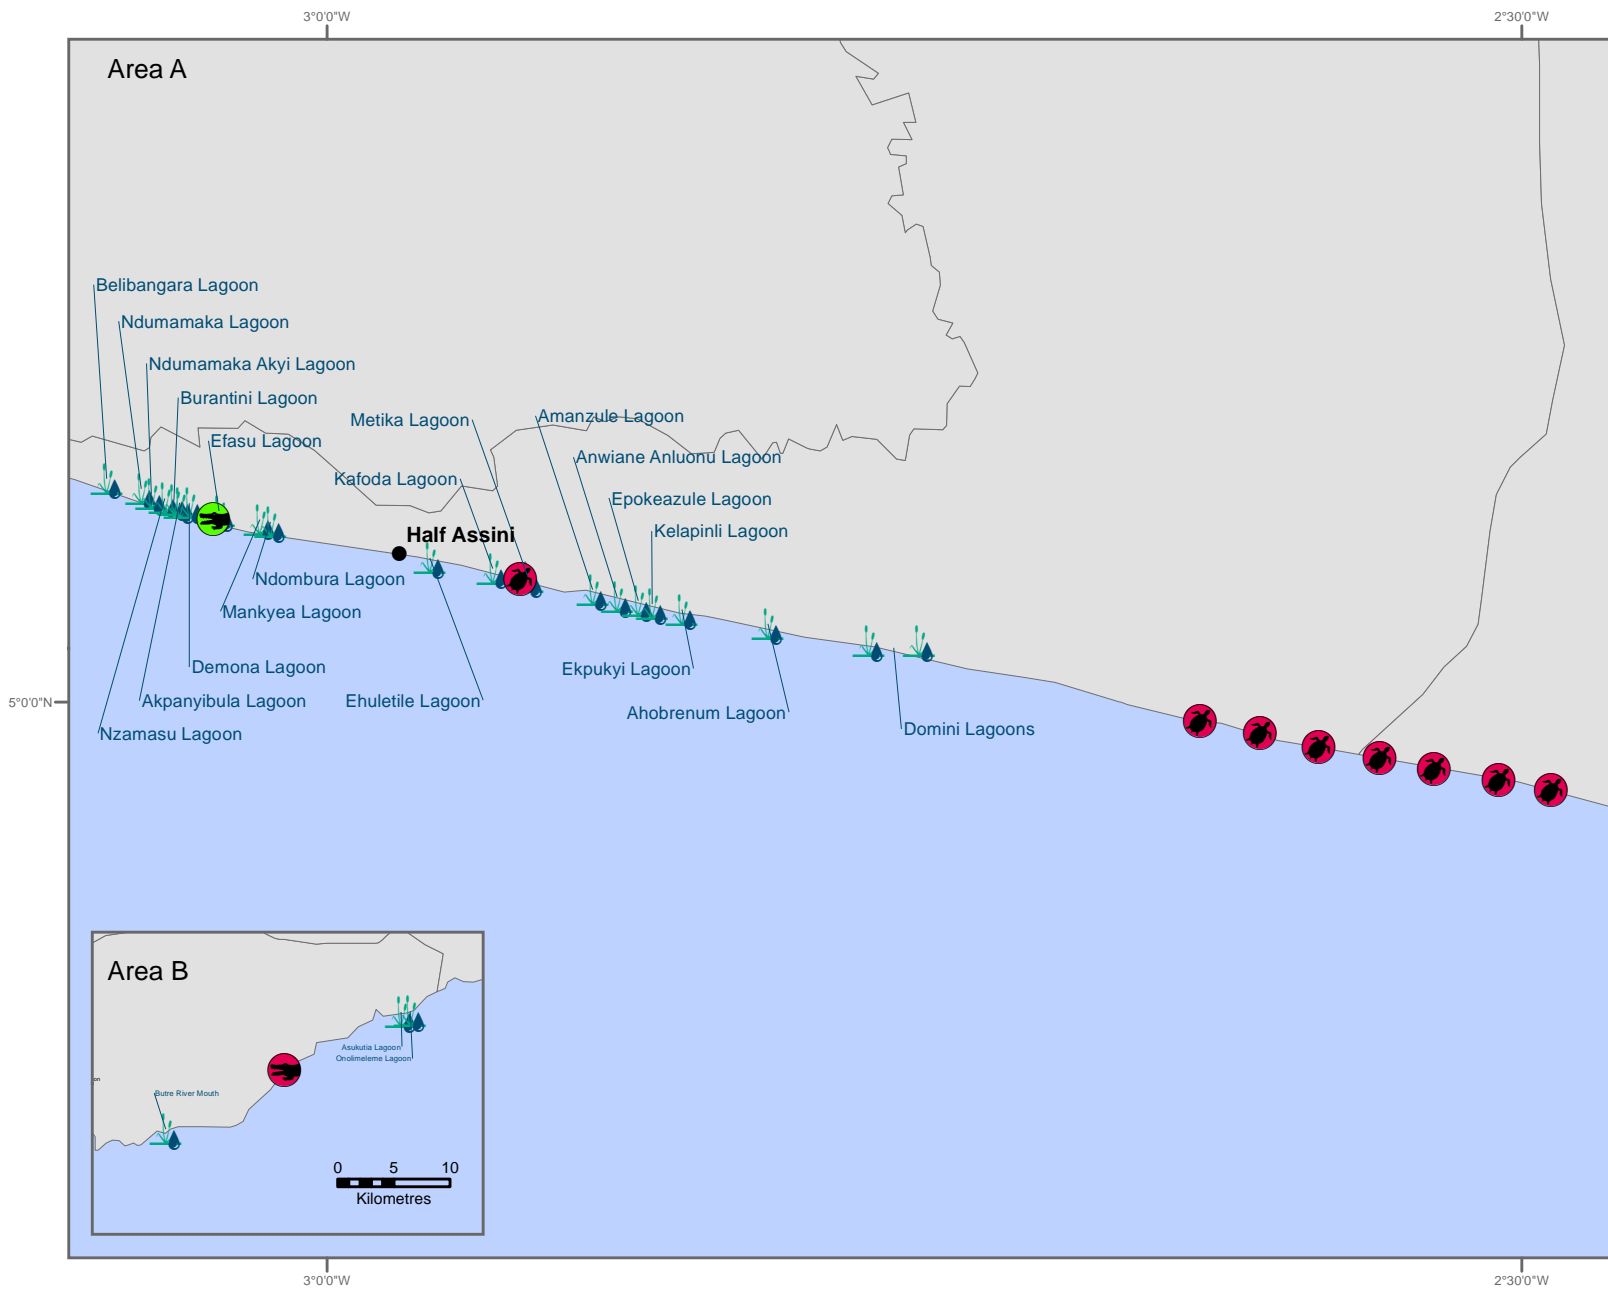 3°0'0"W
2°30'0"W
Area A
Belibangara Lagoon
Ndumamaka Lagoon
Ndumamaka Akyi Lagoon
Burantini Lagoon
Efasu Lagoon
Metika Lagoon
Amanzule Lagoon
Anwiane Anluonu Lagoon
Kafoda Lagoon
Epokeazule Lagoon
Kelapinli Lagoon
Half Assini
Ndombura Lagoon
Mankyea Lagoon
Demona Lagoon
Ekpukyi Lagoon
Akpanyibula Lagoon
Ehuletile Lagoon
5°0'0"N
Ahobrenum Lagoon
Domini Lagoons
Nzamasu Lagoon
Area B
Asukutia Lagoon
Onolimeleme Lagoon
on
Butre River Mouth
0 5 10
Kilometres
3°0'0"W
2°30'0"W